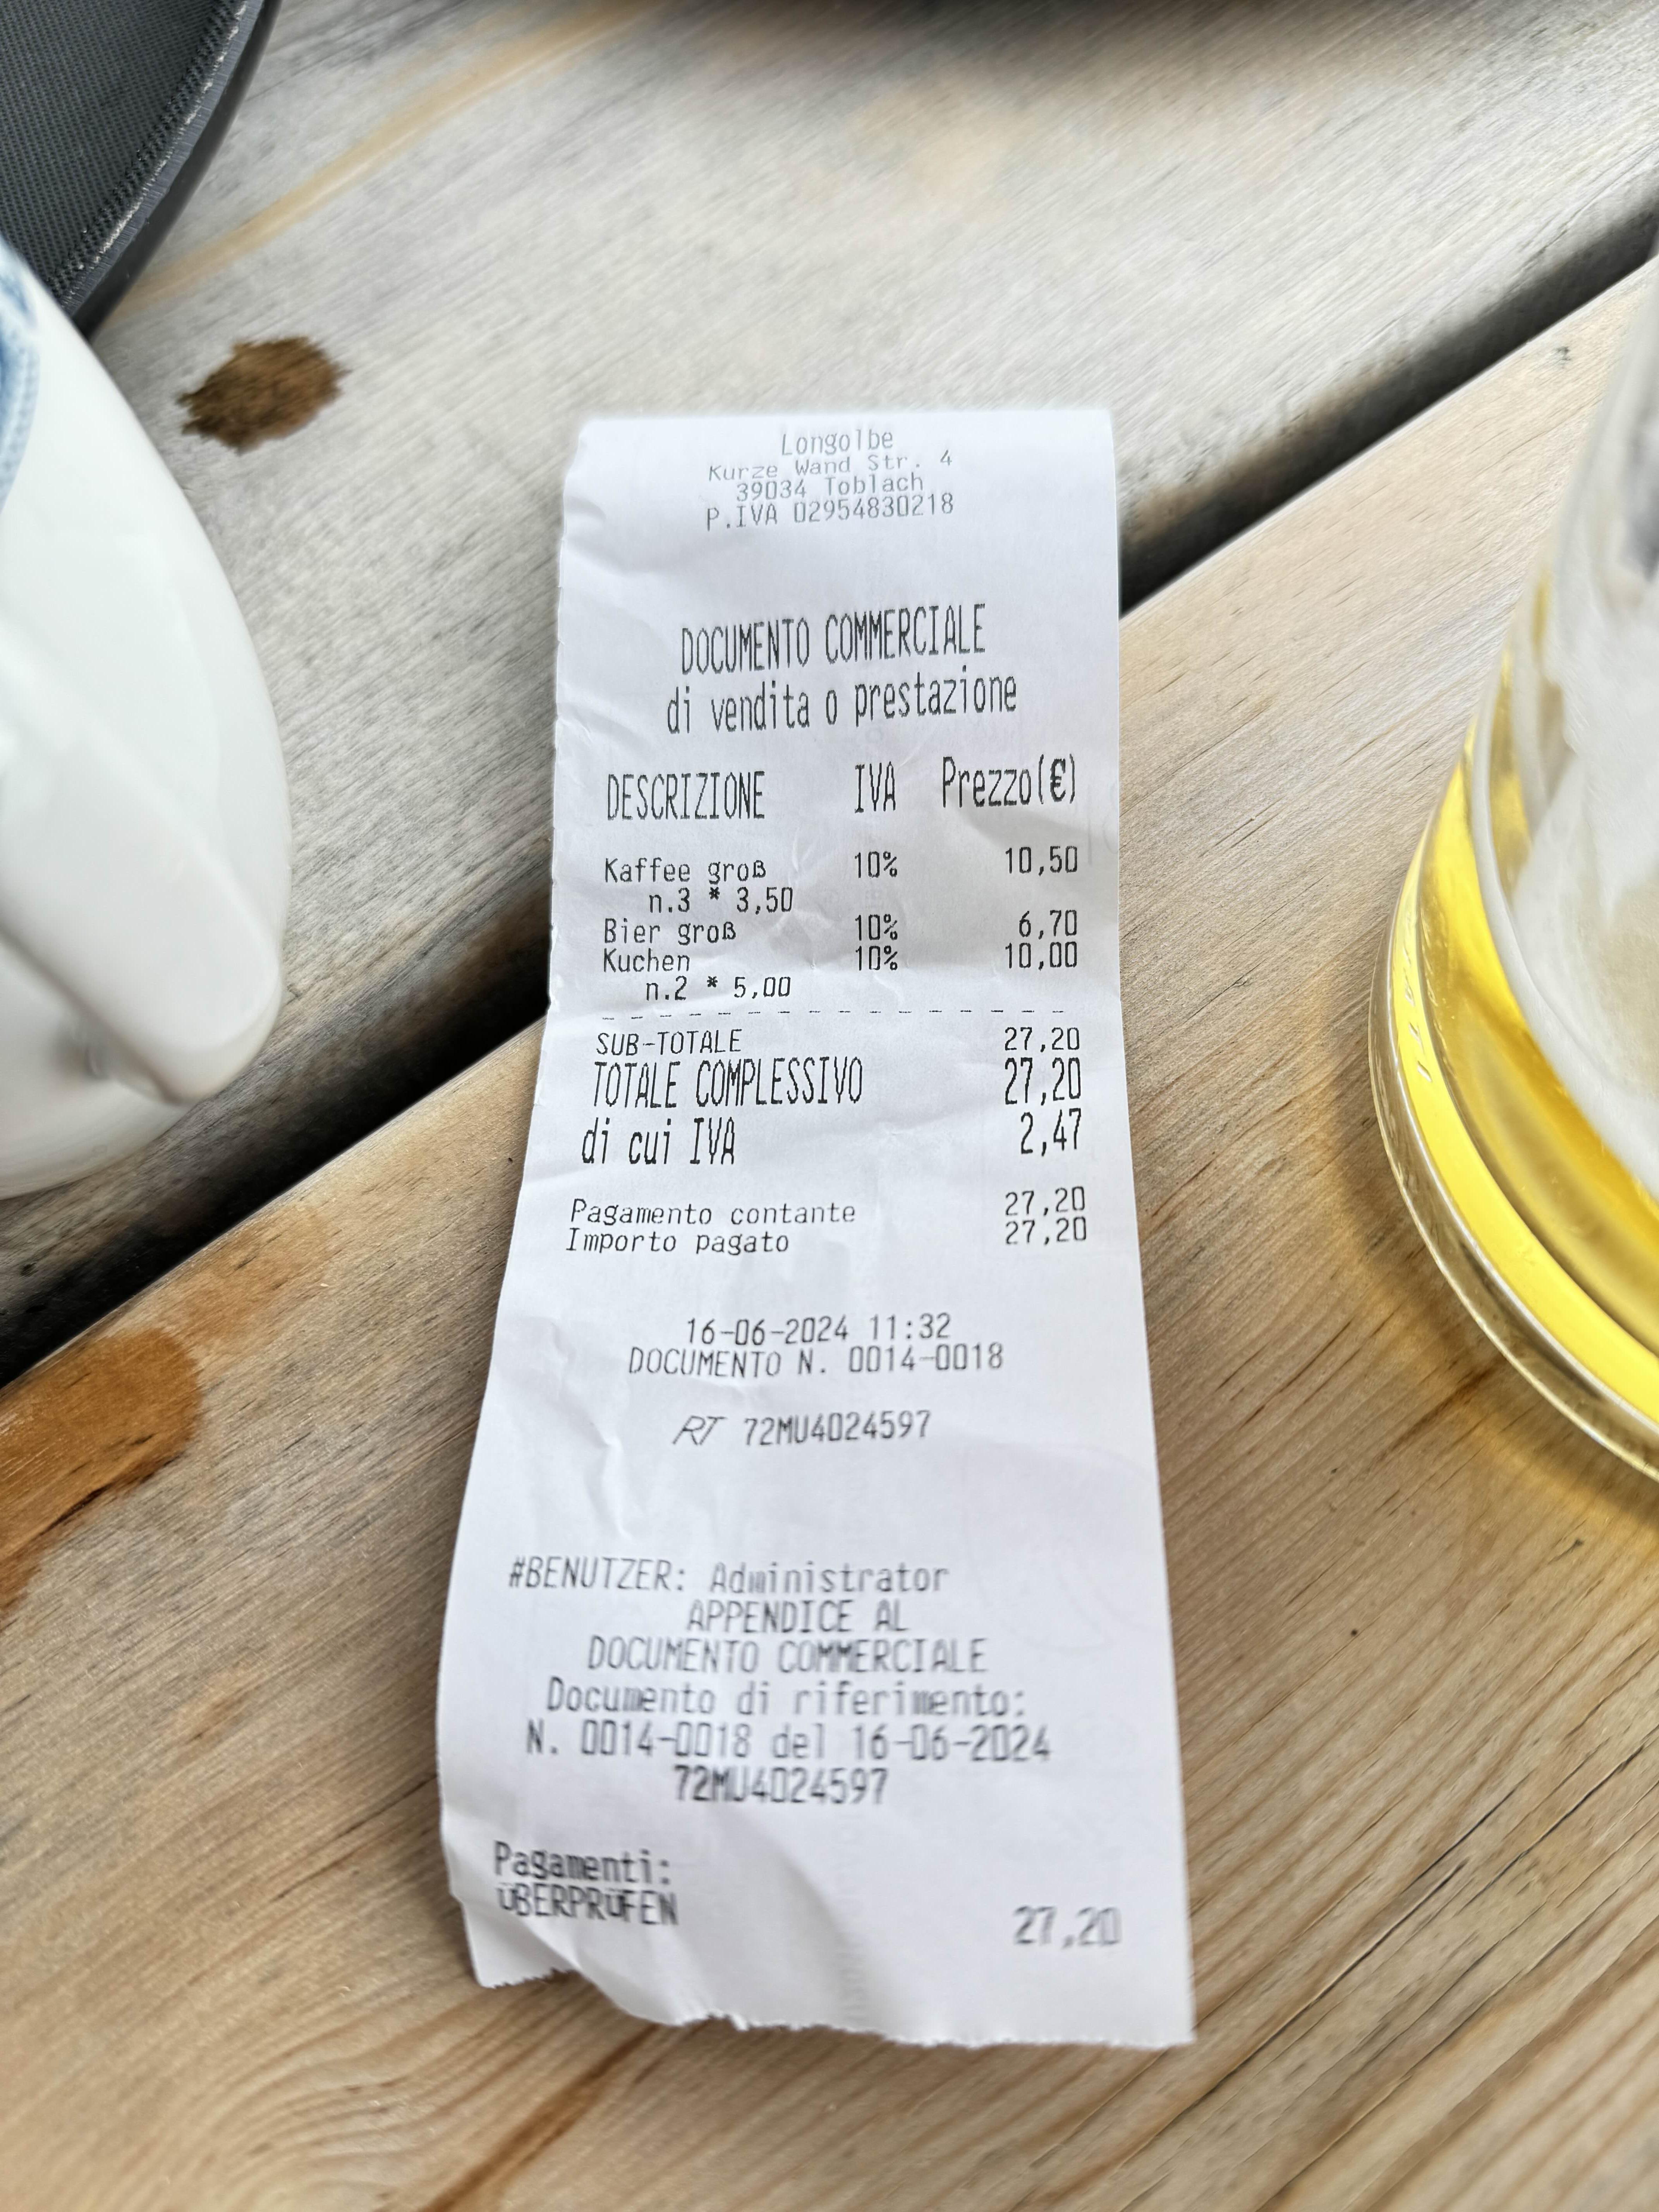 Longolbe
Kurze Wand Str. 4
39034 Toblach
P.IVA 02954830218
DOCUMENTO COMMERCIALE
di vendita o prestazione
DESCRIZIONE IVA Prezzo(€)
Kaffee groß 10% 10,50
n.3 * 3,50
Bier groß 10% 6,70
Kuchen 10% 10,00
n.2 * 5,00
SUB-TOTALE 27,20
TOTALE COMPLESSIVO 27,20
di cui IVA 2,47
Pagamento contante 27,20
Importo pagato 27,20
16-06-2024 11:32
DOCUMENTO N. 0014-0018
RT 72MU4024597
#BENUTZER: Administrator
APPENDICE AL
DOCUMENTO COMMERCIALE
Documento di riferimento:
N. 0014-0018 del 16-06-2024
72MU4024597
Pagamenti:
üBERPRüFEN 27,20